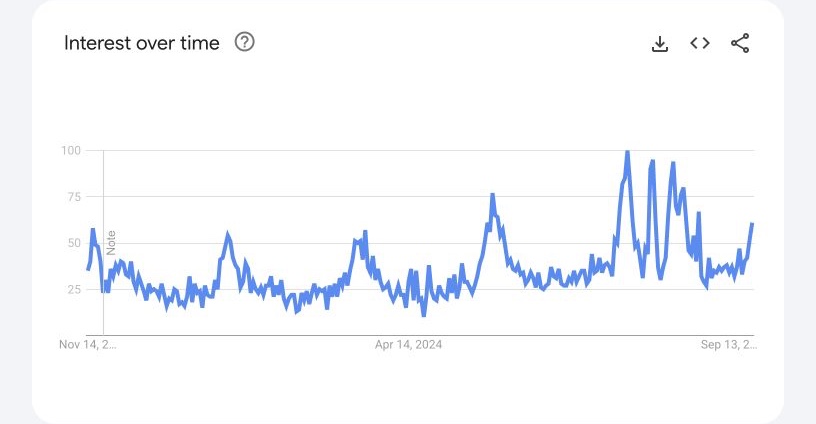 Interest over time
100
75
50
25
Note
Nov 14, 2...
Apr 14, 2024
Sep 13, 2...